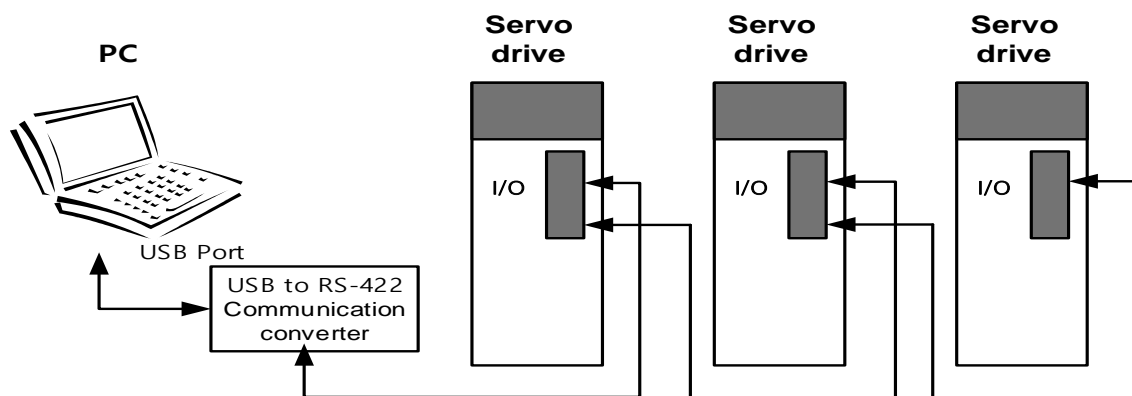 PC
Servo
drive
Servo
drive
Servo
drive
I/O
I/O
I/O
USB Port
USB to RS-422
Communication
converter